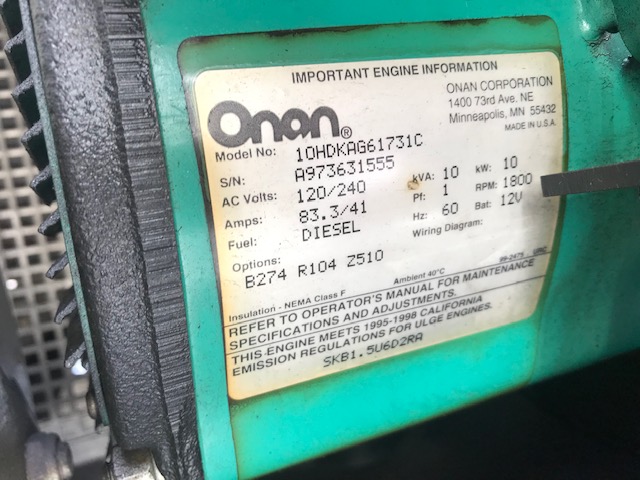 IMPORTANT ENGINE INFORMATION
Onan®
ONAN CORPORATION
1400 73rd Ave. NE
Minneapolis, MN 55432
MADE IN U.S.A.
Model No: 10HDKAG61731C
S/N: A973631555
AC Volts: 120/240 kVA: 10 kW: 10
Amps: 83.3/41 Pf: 1 RPM: 1800
Fuel: DIESEL Hz: 60 Bat: 12V
Options: Wiring Diagram:
B274 R104 Z510
Insulation - NEMA Class F Ambient 40°C 99-2475
REFER TO OPERATOR'S MANUAL FOR MAINTENANCE
SPECIFICATIONS AND ADJUSTMENTS.
THIS ENGINE MEETS 1995-1998 CALIFORNIA
EMISSION REGULATIONS FOR ULGE ENGINES.
SKB1.5U6D2RA